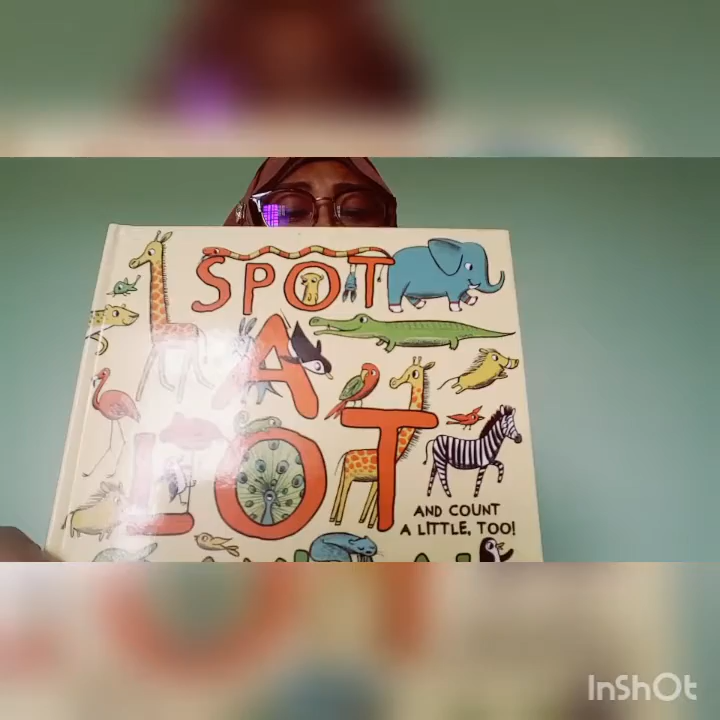 SPOT
A
LOT
AND COUNT
A LITTLE, TOO!
InShOt